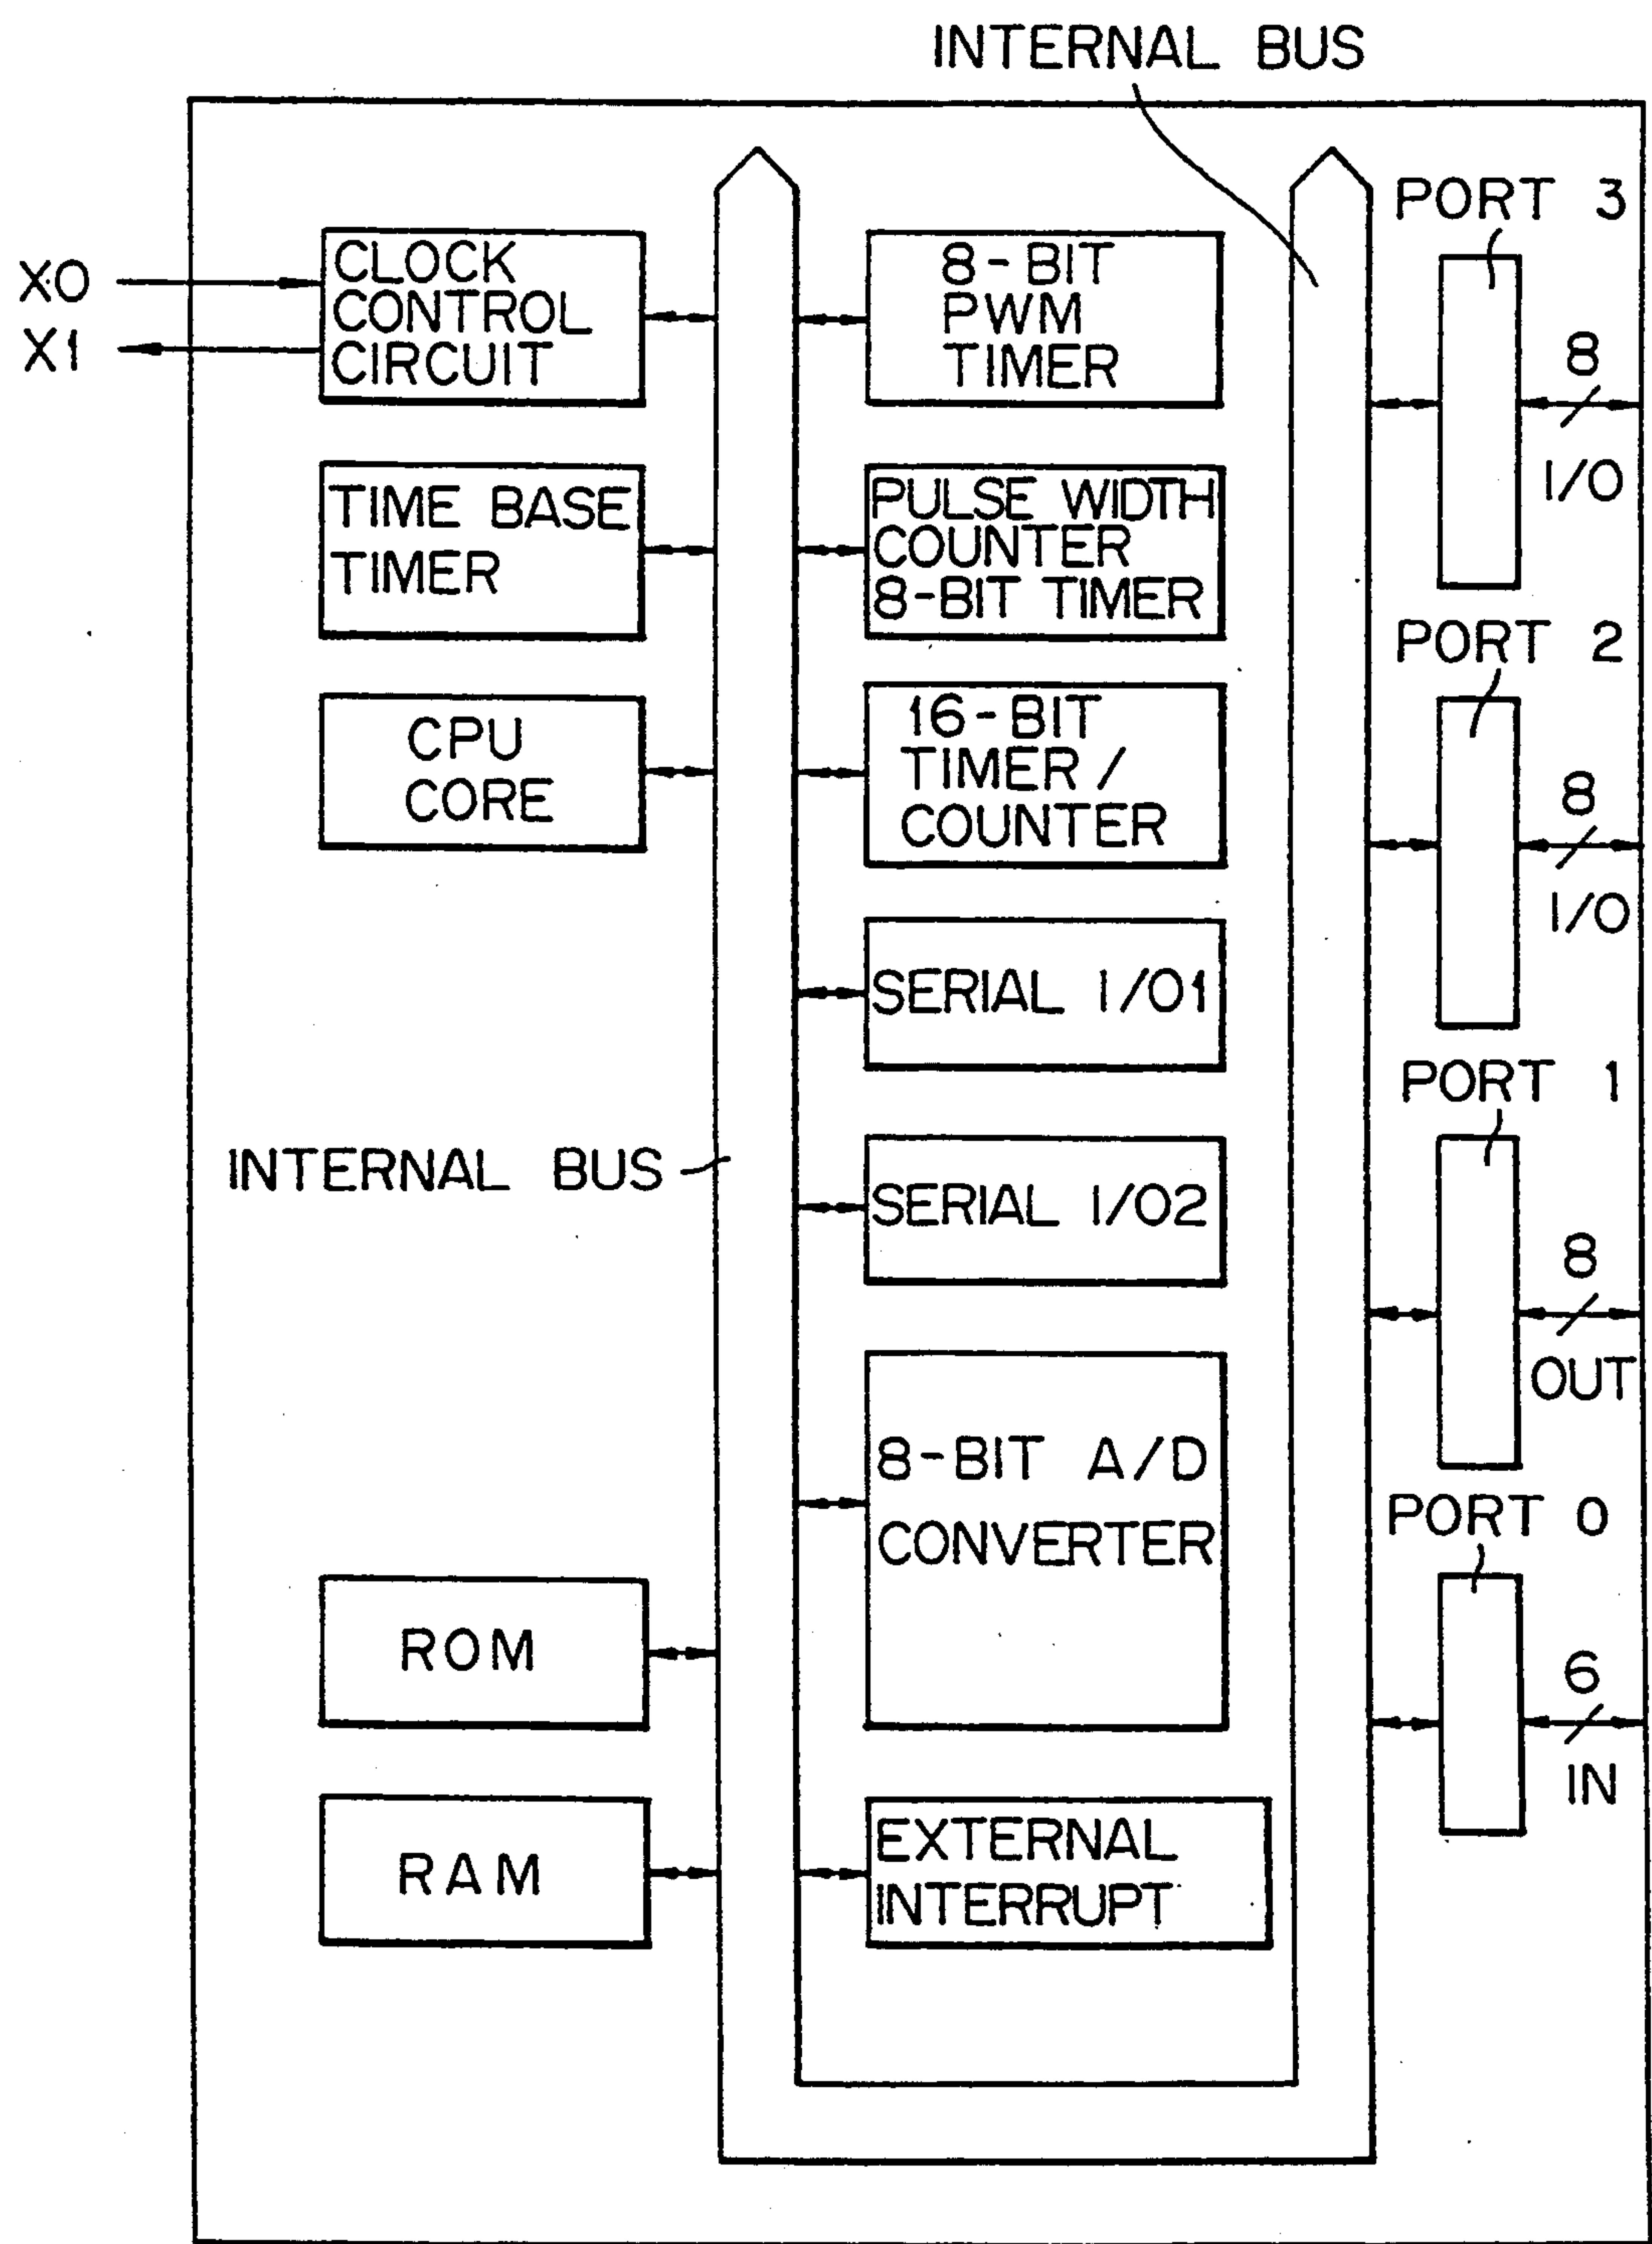 INTERNAL BUS
X0
X1
CLOCK
CONTROL
CIRCUIT
TIME BASE
TIMER
CPU
CORE
INTERNAL BUS
ROM
RAM
8-BIT
PWM
TIMER
PULSE WIDTH
COUNTER
8-BIT TIMER
16-BIT
TIMER /
COUNTER
SERIAL I/O1
SERIAL I/O2
8-BIT A/D
CONVERTER
EXTERNAL
INTERRUPT
PORT 3
8
I/O
PORT 2
8
I/O
PORT 1
8
OUT
PORT 0
6
IN